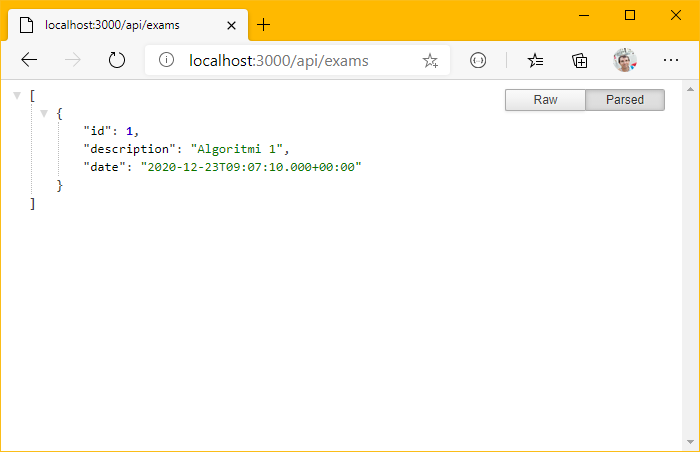 localhost:3000/api/exams
localhost:3000/api/exams
Raw
Parsed
[
{
"id": 1,
"description": "Algoritmi 1",
"date": "2020-12-23T09:07:10.000+00:00"
}
]